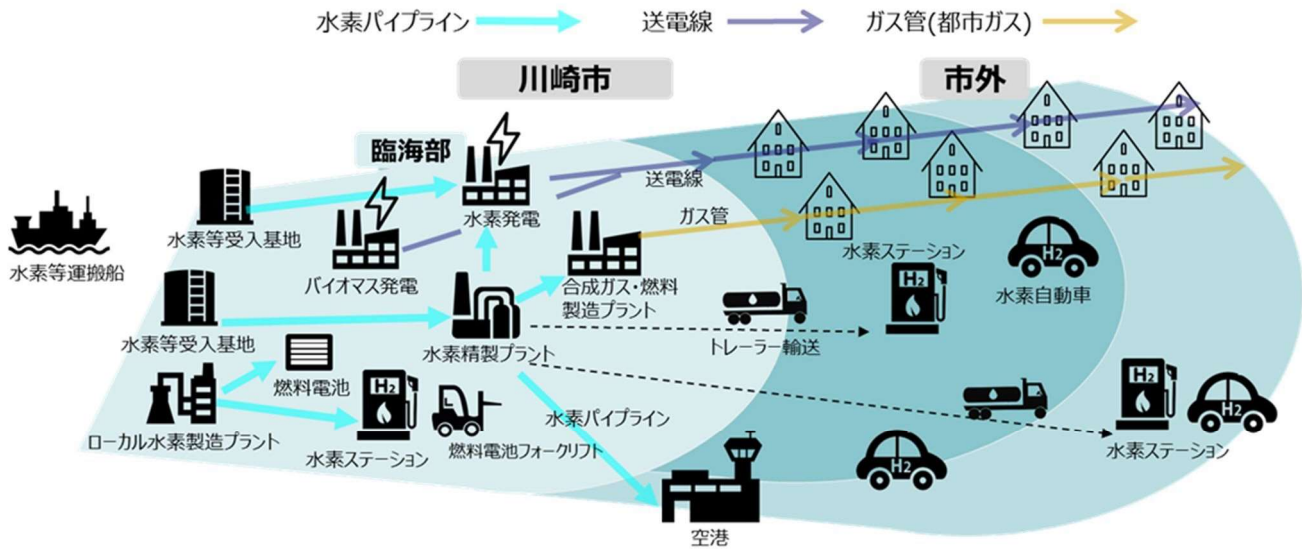 水素パイプライン
送電線
ガス管(都市ガス)
川崎市
市外
臨海部
水素等運搬船
水素等受入基地
水素発電
送電線
ガス管
バイオマス発電
合成ガス・燃料
製造プラント
水素ステーション
H2
H2
水素自動車
水素等受入基地
水素精製プラント
トレーラー輸送
燃料電池
H2
ローカル水素製造プラント
水素ステーション
燃料電池フォークリフト
水素パイプライン
H2
H2
水素ステーション
H2
空港